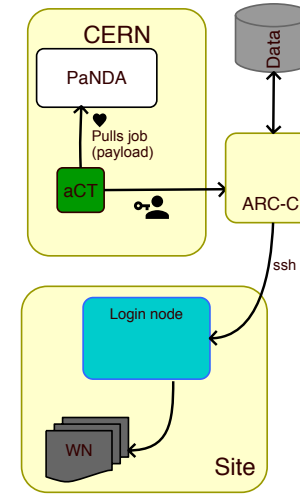 CERN
PaNDA
Data
Pulls job
(payload)
aCT
ARC-C
ssh
Login node
WN
Site